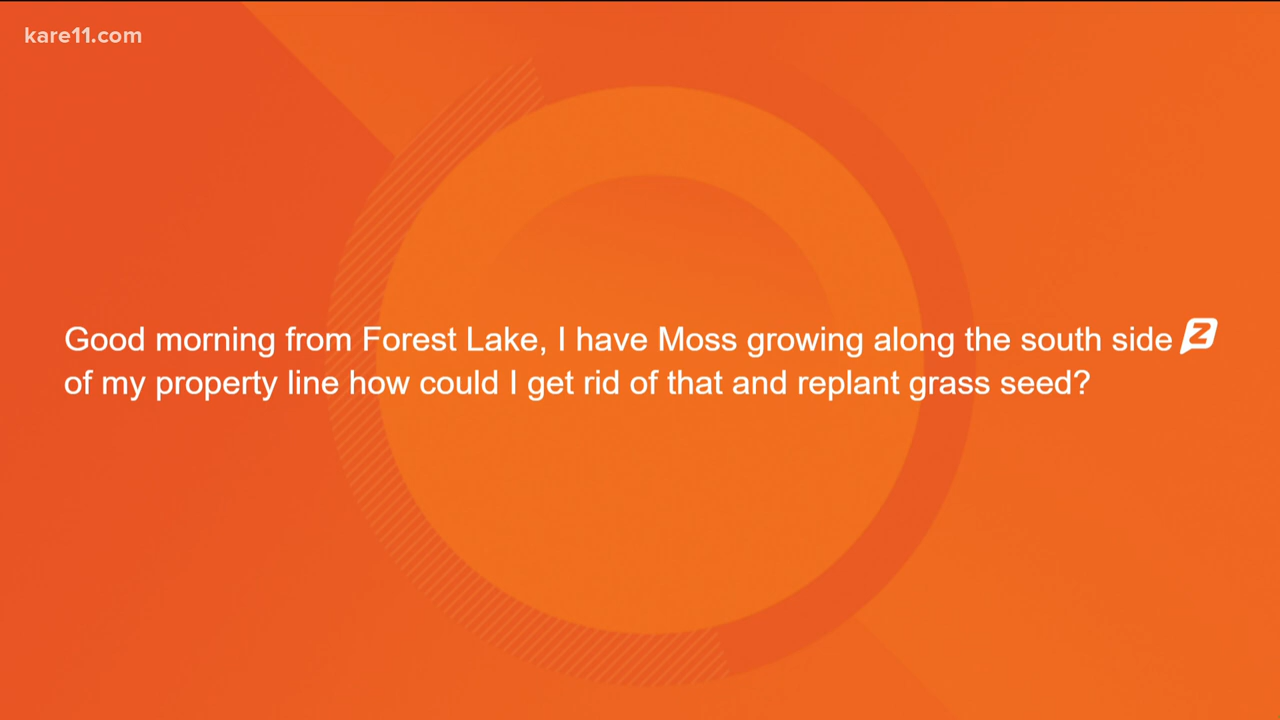 kare11.com
Good morning from Forest Lake, I have Moss growing along the south side
of my property line how could I get rid of that and replant grass seed?